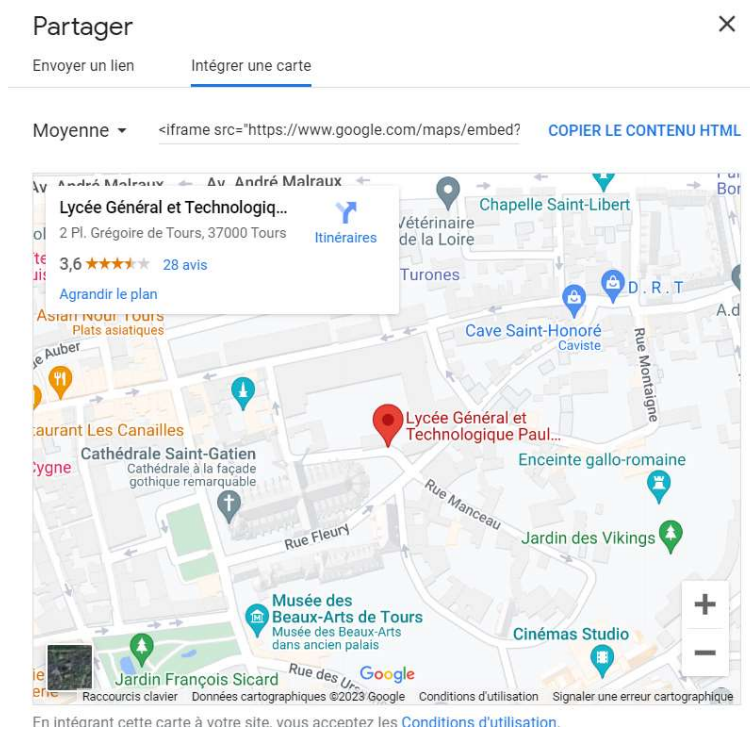 Partager
Envoyer un lien Intégrer une carte
Moyenne <iframe src="https://www.google.com/maps/embed? COPIER LE CONTENU HTML
Av. André Malraux Av. André Malraux
Lycée Général et Technologiq...
2 Pl. Grégoire de Tours, 37000 Tours
Itinéraires
3,6 28 avis
Agrandir le plan
Chapelle Saint-Libert
Bor
Vétérinaire
de la Loire
Turones
D. R. T
A.d
Asian Nour Tours
Plats asiatiques
Cave Saint-Honoré
Caviste
Rue Montaigne
Auber
taurant Les Canailles
Lycée Général et
Technologique Paul...
Cathédrale Saint-Gatien
Cathédrale à la façade
gothique remarquable
Cygne
Enceinte gallo-romaine
Rue Manceau
Rue Fleury
Jardin des Vikings
Musée des
Beaux-Arts de Tours
Musée des Beaux-Arts
dans ancien palais
Cinémas Studio
Jardin François Sicard
Rue des Urs
Google
Raccourcis clavier Données cartographiques ©2023 Google Conditions d'utilisation Signaler une erreur cartographique
En intégrant cette carte à votre site, vous acceptez les Conditions d'utilisation.